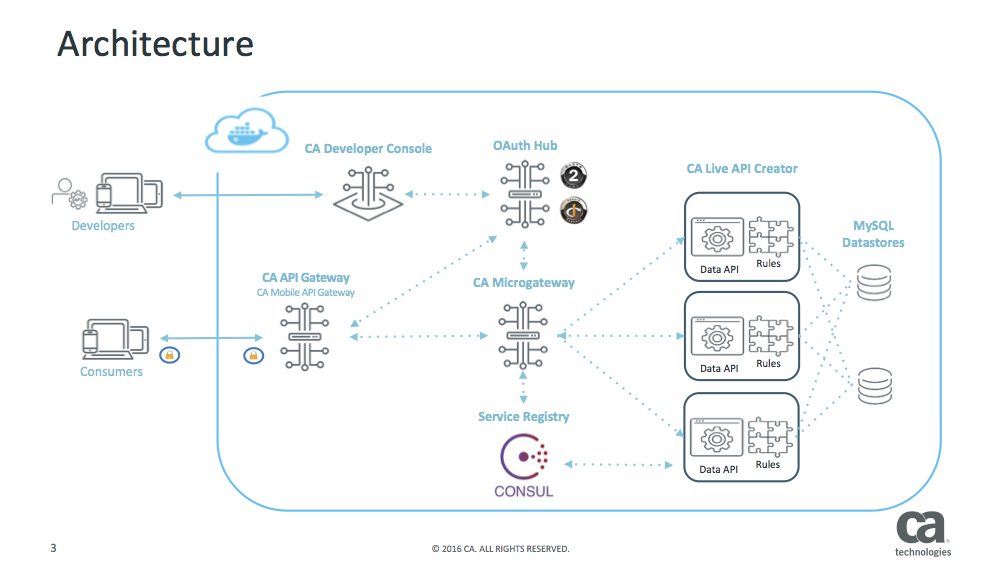 Architecture
CA Developer Console
OAuth Hub
2
CA Live API Creator
Developers
MySQL
Datastores
Data API
Rules
CA API Gateway
CA Mobile API Gateway
CA Microgateway
Data API
Rules
Consumers
Service Registry
Data API
Rules
CONSUL
ca
technologies
3
© 2016 CA. ALL RIGHTS RESERVED.